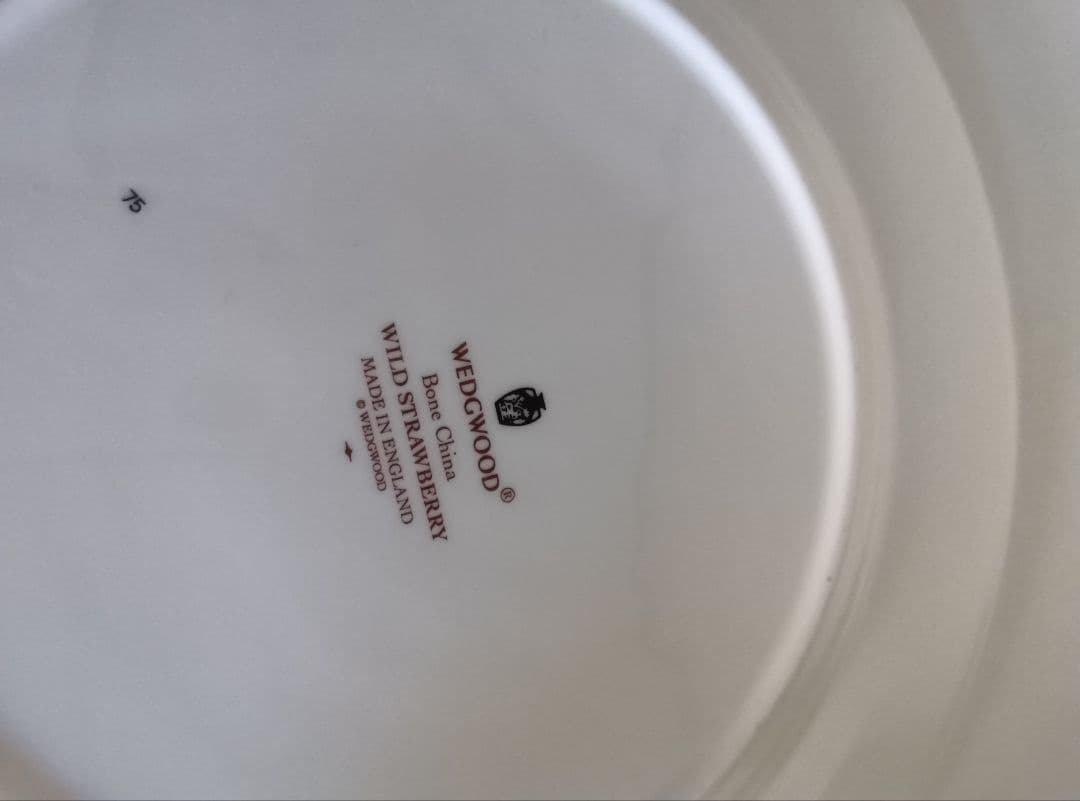 WEDGWOOD®
Bone China
WILD STRAWBERRY
MADE IN ENGLAND
© WEDGWOOD
75